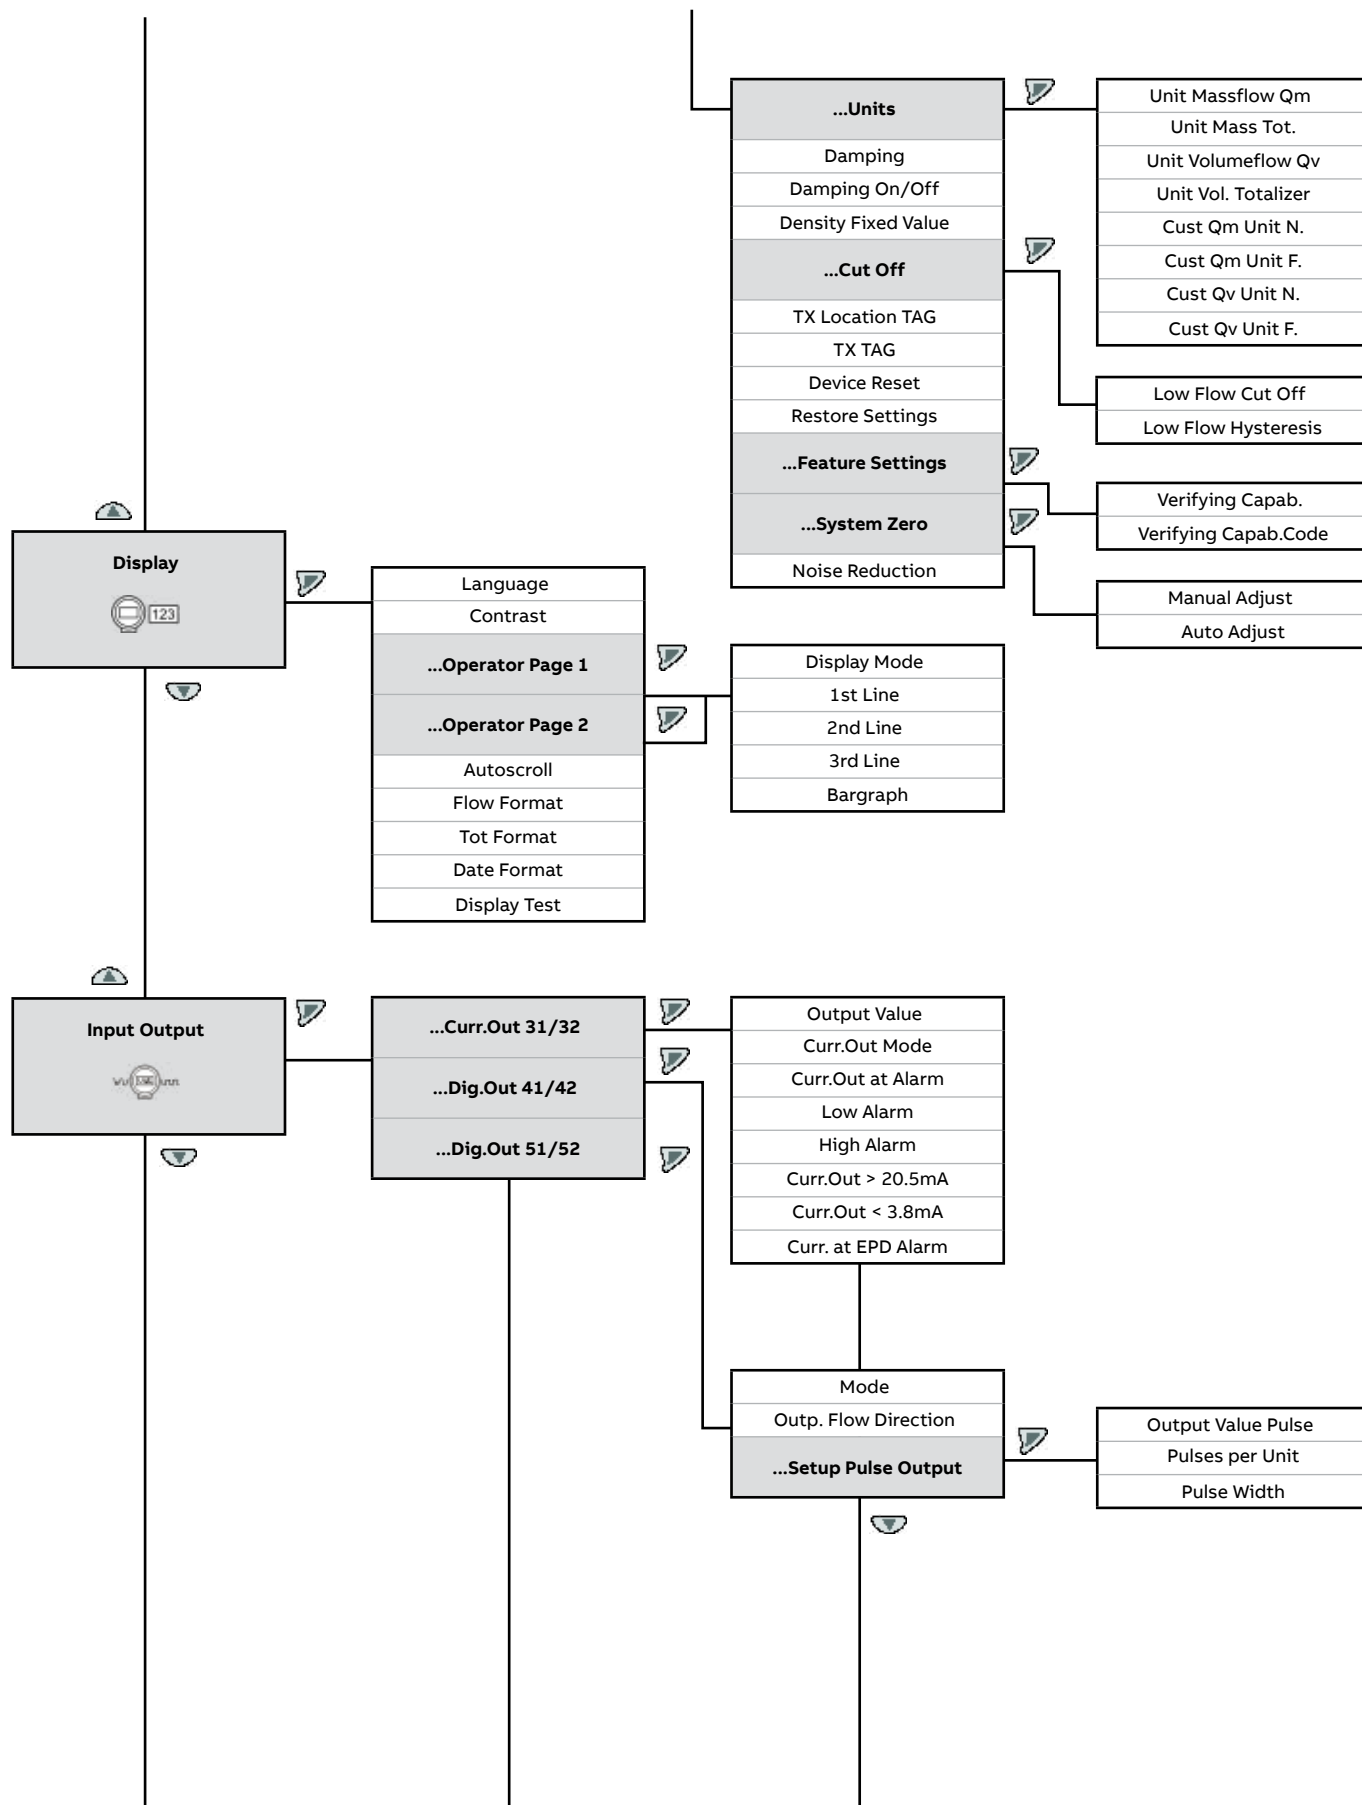 ...Units
Damping
Damping On/Off
Density Fixed Value
...Cut Off
TX Location TAG
TX TAG
Device Reset
Restore Settings
...Feature Settings
...System Zero
Noise Reduction
Unit Massflow Qm
Unit Mass Tot.
Unit Volumeflow Qv
Unit Vol. Totalizer
Cust Qm Unit N.
Cust Qm Unit F.
Cust Qv Unit N.
Cust Qv Unit F.
Low Flow Cut Off
Low Flow Hysteresis
Verifying Capab.
Verifying Capab.Code
Manual Adjust
Auto Adjust
Display
123
Language
Contrast
...Operator Page 1
...Operator Page 2
Autoscroll
Flow Format
Tot Format
Date Format
Display Test
Display Mode
1st Line
2nd Line
3rd Line
Bargraph
Input Output
...Curr.Out 31/32
...Dig.Out 41/42
...Dig.Out 51/52
Output Value
Curr.Out Mode
Curr.Out at Alarm
Low Alarm
High Alarm
Curr.Out > 20.5mA
Curr.Out < 3.8mA
Curr. at EPD Alarm
Mode
Outp. Flow Direction
...Setup Pulse Output
Output Value Pulse
Pulses per Unit
Pulse Width